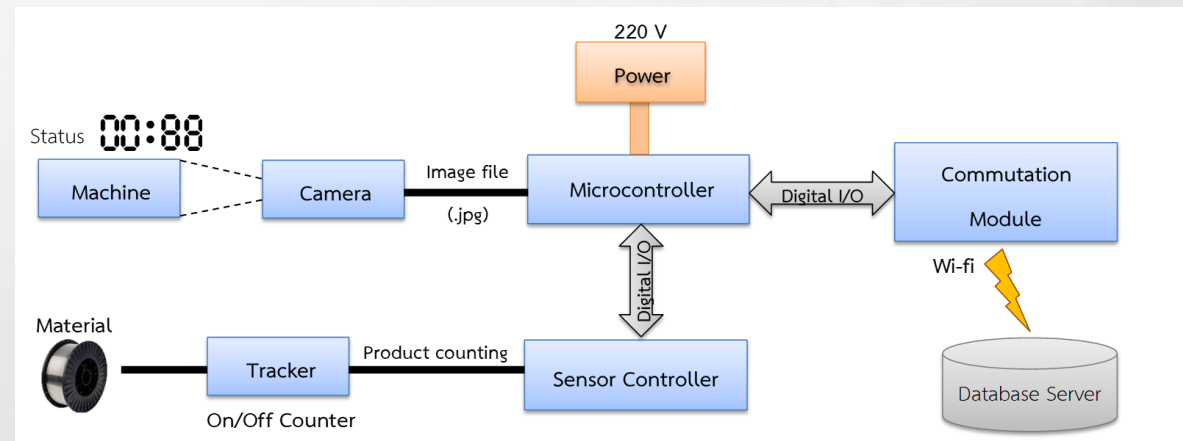 220 V
Power
Status 00:88
Machine
Camera
Image file
(.jpg)
Microcontroller
Digital I/O
Commutation
Module
Wi-fi
Digital I/O
Material
Tracker
On/Off Counter
Product counting
Sensor Controller
Database Server